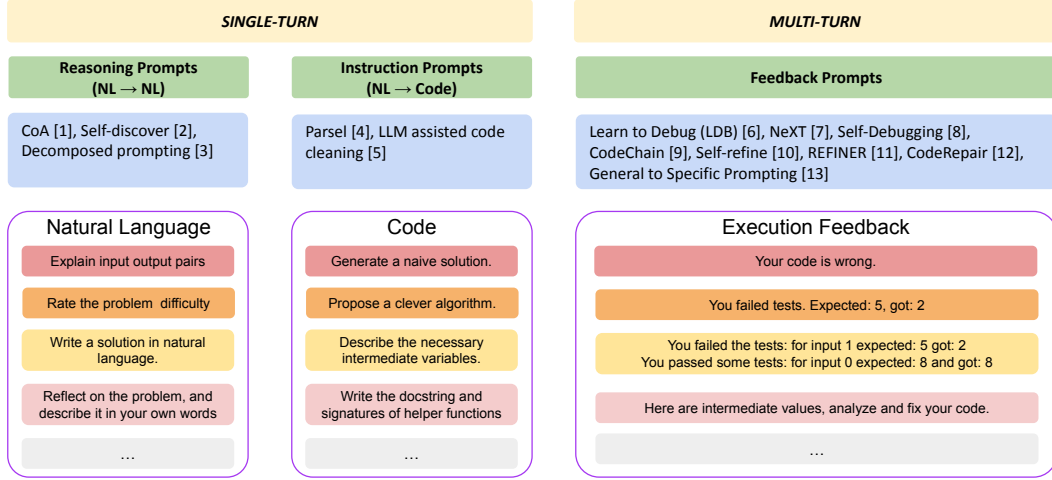 SINGLE-TURN
MULTI-TURN
Reasoning Prompts
(NL → NL)
Instruction Prompts
(NL → Code)
Feedback Prompts
CoA [1], Self-discover [2],
Decomposed prompting [3]
Parsel [4], LLM assisted code
cleaning [5]
Learn to Debug (LDB) [6], NeXT [7], Self-Debugging [8],
CodeChain [9], Self-refine [10], REFINER [11], CodeRepair [12],
General to Specific Prompting [13]
Natural Language
Explain input output pairs
Rate the problem difficulty
Write a solution in natural
language.
Reflect on the problem, and
describe it in your own words
...
Code
Generate a naive solution.
Propose a clever algorithm.
Describe the necessary
intermediate variables.
Write the docstring and
signatures of helper functions
...
Execution Feedback
Your code is wrong.
You failed tests. Expected: 5, got: 2
You failed the tests: for input 1 expected: 5 got: 2
You passed some tests: for input 0 expected: 8 and got: 8
Here are intermediate values, analyze and fix your code.
...